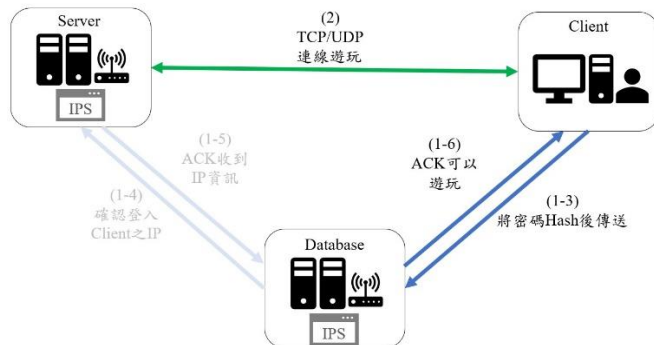 Server
IPS
(2)
TCP/UDP
連線遊玩
Client
(1-5)
ACK收到
IP資訊
(1-4)
確認登入
Client之IP
(1-6)
ACK可以
遊玩
(1-3)
將密碼Hash後傳送
Database
IPS